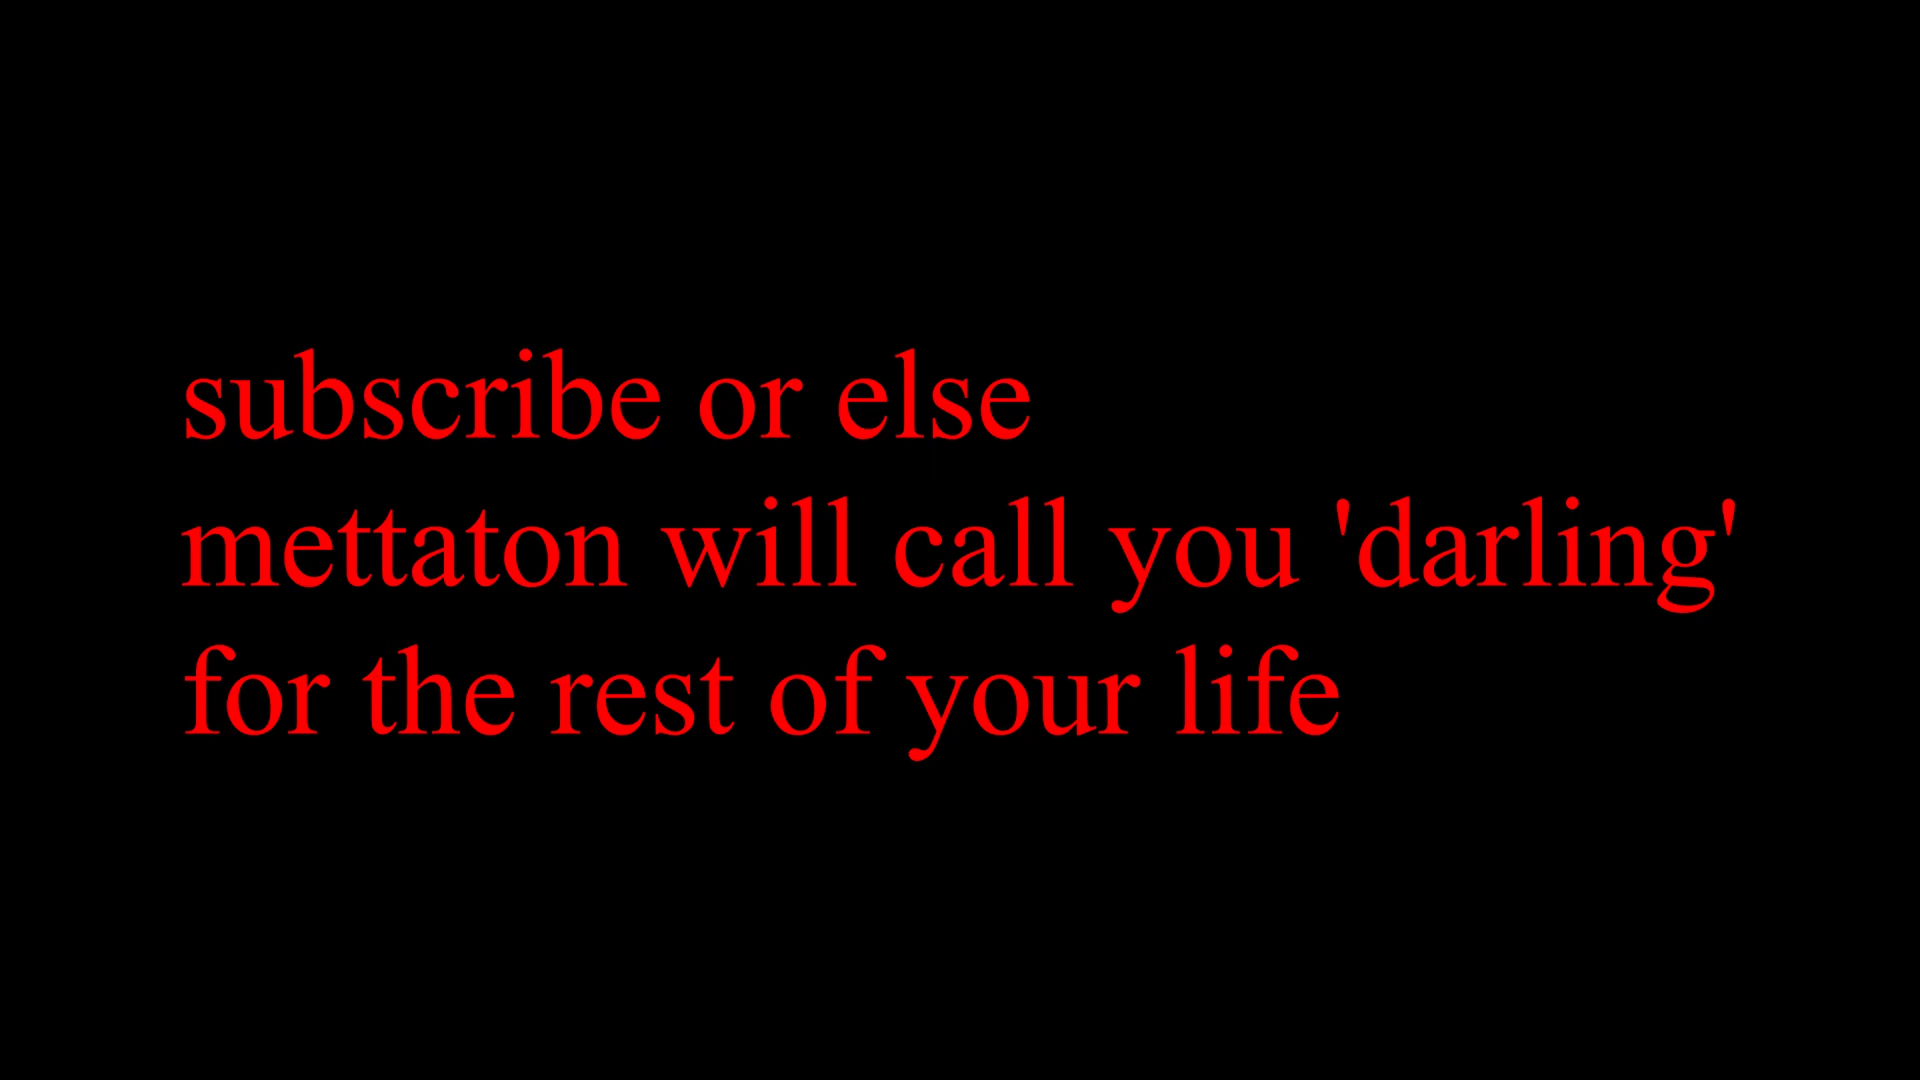 subscribe or else
mettaton will call you 'darling'
for the rest of your life